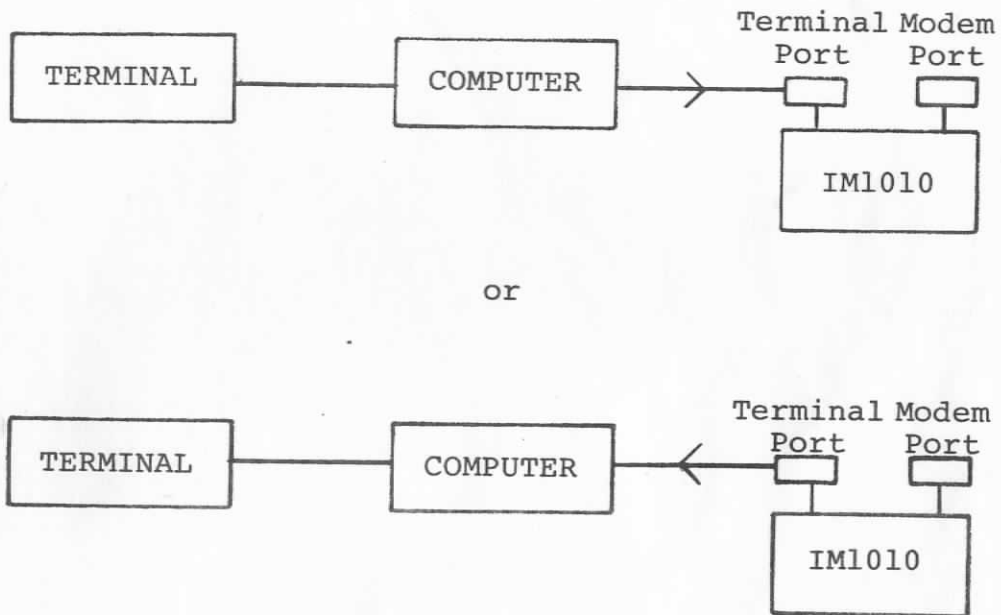 Terminal Modem
Port Port
TERMINAL
COMPUTER
IM1010
or
Terminal Modem
Port Port
TERMINAL
COMPUTER
IM1010